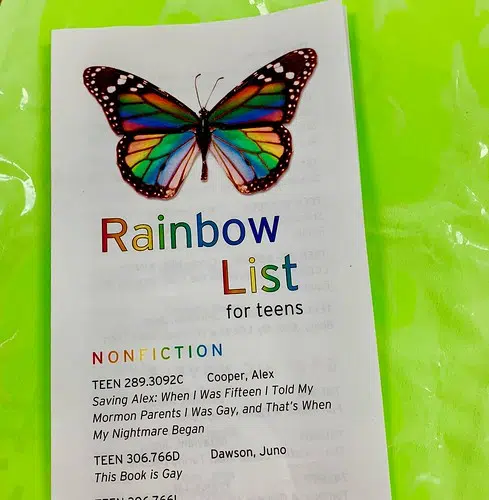 Rainbow
List
for teens
NONFICTION
TEEN 289.3092C Cooper, Alex
Saving Alex: When I Was Fifteen I Told My
Mormon Parents I Was Gay, and That's When
My Nightmare Began
TEEN 306.766D Dawson, Juno
This Book is Gay